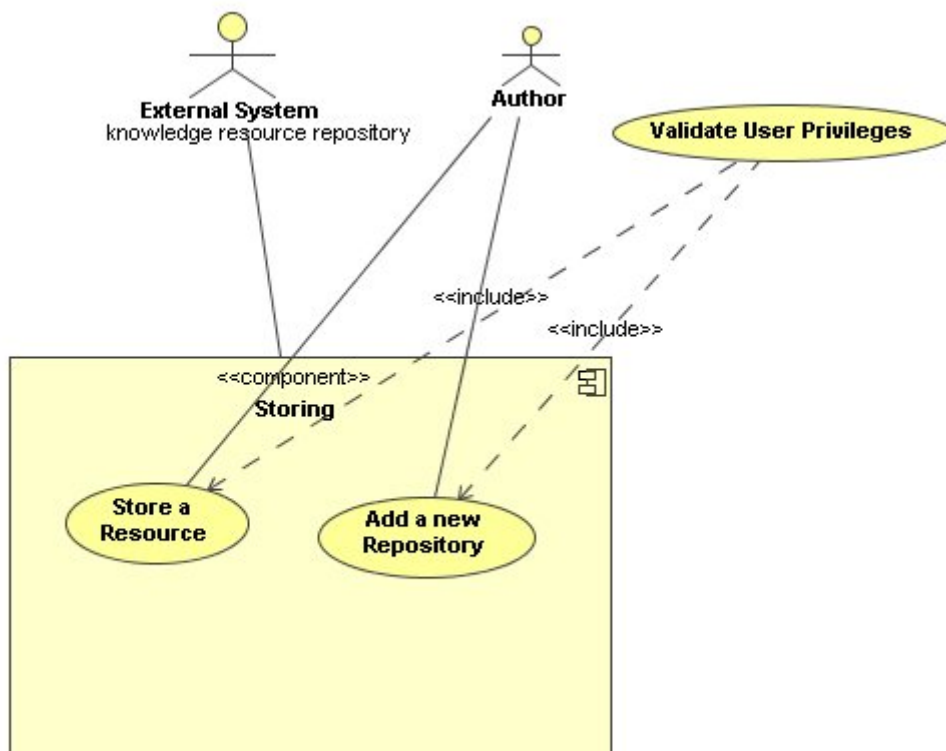 External System
knowledge resource repository
Author
Validate User Privileges
<<include>>
<<include>>
<<component>>
Storing
Store a
Resource
Add a new
Repository